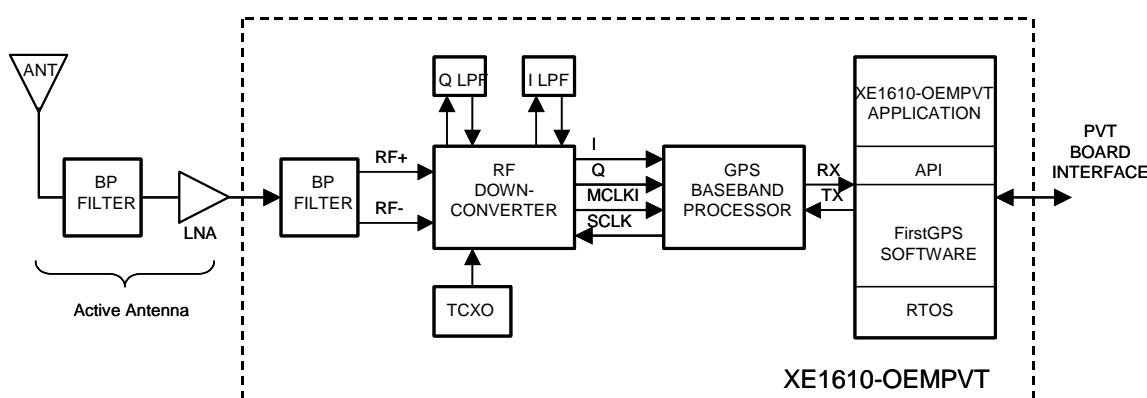 ANT
BP
FILTER
LNA
Active Antenna
BP
FILTER
RF+
RF-
Q LPF
I LPF
RF
DOWN-
CONVERTER
TCXO
I
Q
MCLKI
SCLK
GPS
BASEBAND
PROCESSOR
RX
TX
XE1610-OEMPVT
APPLICATION
API
FirstGPS
SOFTWARE
RTOS
PVT
BOARD
INTERFACE
XE1610-OEMPVT